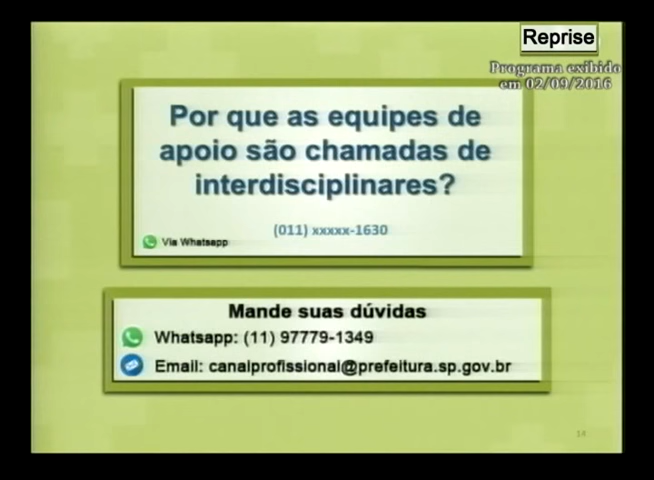 Reprise
Programa exibido
em 02/09/2016
Por que as equipes de
apoio são chamadas de
interdisciplinares?
(011) xxxxx-1630
Via Whatsapp
Mande suas dúvidas
Whatsapp: (11) 97779-1349
Email: canalprofissional@prefeitura.sp.gov.br
14